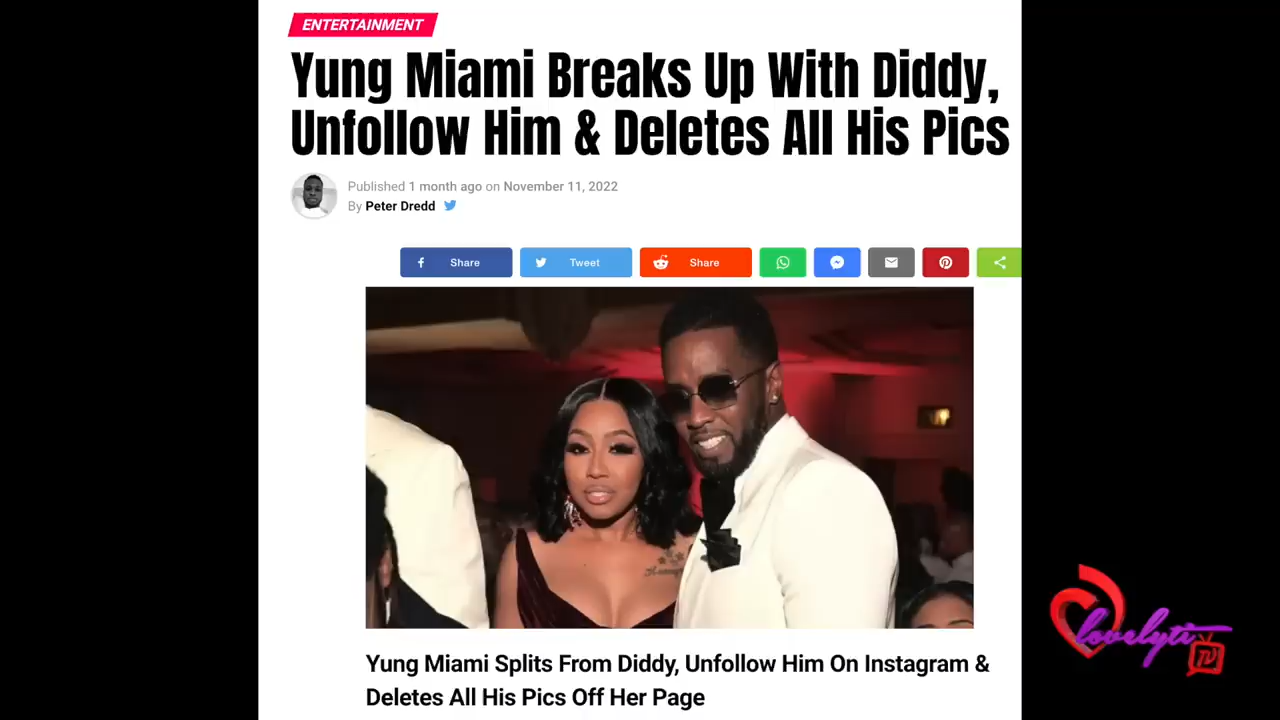 ENTERTAINMENT
Yung Miami Breaks Up With Diddy,
Unfollow Him & Deletes All His Pics
Published 1 month ago on November 11, 2022
By Peter Dredd
Share
Tweet
Share
Yung Miami Splits From Diddy, Unfollow Him On Instagram &
Deletes All His Pics Off Her Page
lovelyti
TV